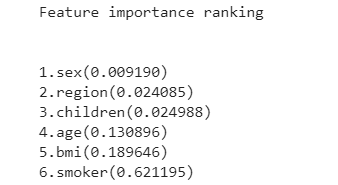 Feature importance ranking
1.sex(0.009190)
2.region(0.024085)
3.children(0.024988)
4.age(0.130896)
5.bmi(0.189646)
6.smoker(0.621195)